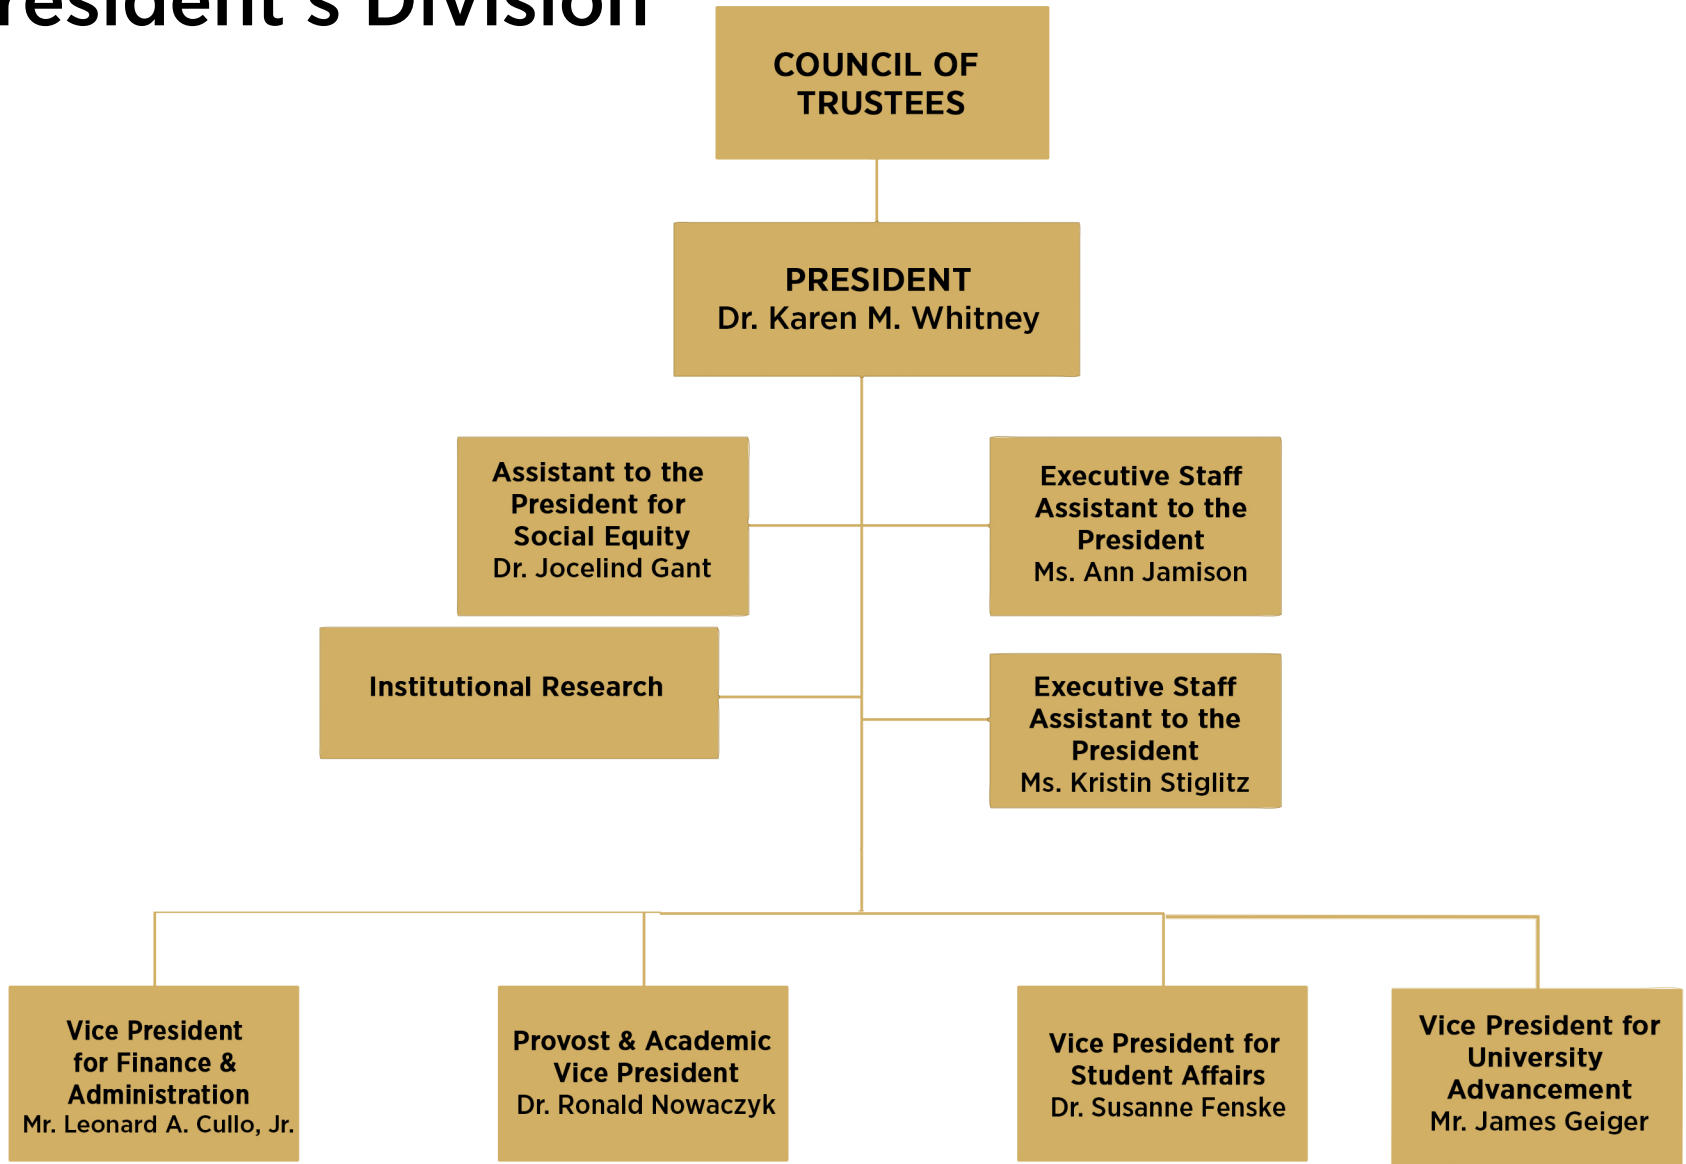 resident's Division
COUNCIL OF
TRUSTEES
PRESIDENT
Dr. Karen M. Whitney
Assistant to the
President for
Social Equity
Dr. Jocelind Gant
Executive Staff
Assistant to the
President
Ms. Ann Jamison
Institutional Research
Executive Staff
Assistant to the
President
Ms. Kristin Stiglitz
Vice President
for Finance &
Administration
Mr. Leonard A. Cullo, Jr.
Provost & Academic
Vice President
Dr. Ronald Nowaczyk
Vice President for
Student Affairs
Dr. Susanne Fenske
Vice President for
University
Advancement
Mr. James Geiger